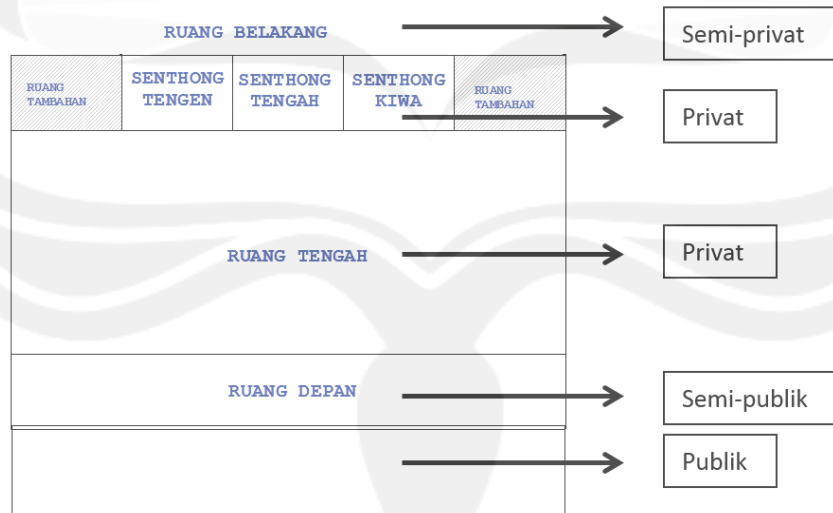 RUANG BELAKANG
Semi-privat
RUANG
TAMBAHAN
SENTHONG
TENGEN
SENTHONG
TENGAH
SENTHONG
KIWA
RUANG
TAMBAHAN
Privat
RUANG TENGAH
Privat
RUANG DEPAN
Semi-publik
Publik